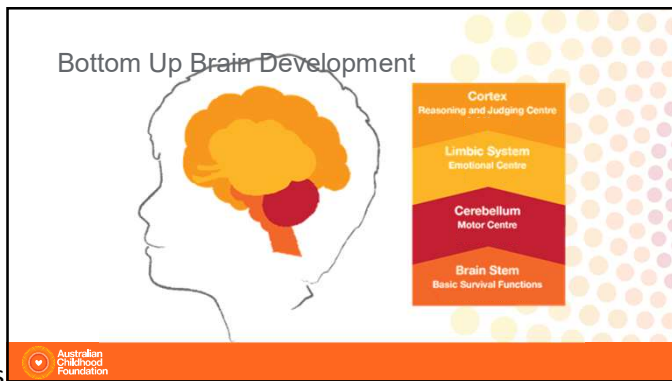 Bottom Up Brain Development
Cortex
Reasoning and Judging Centre
Limbic System
Emotional Centre
Cerebellum
Motor Centre
Brain Stem
Basic Survival Functions
Australian
Childhood
Foundation
s